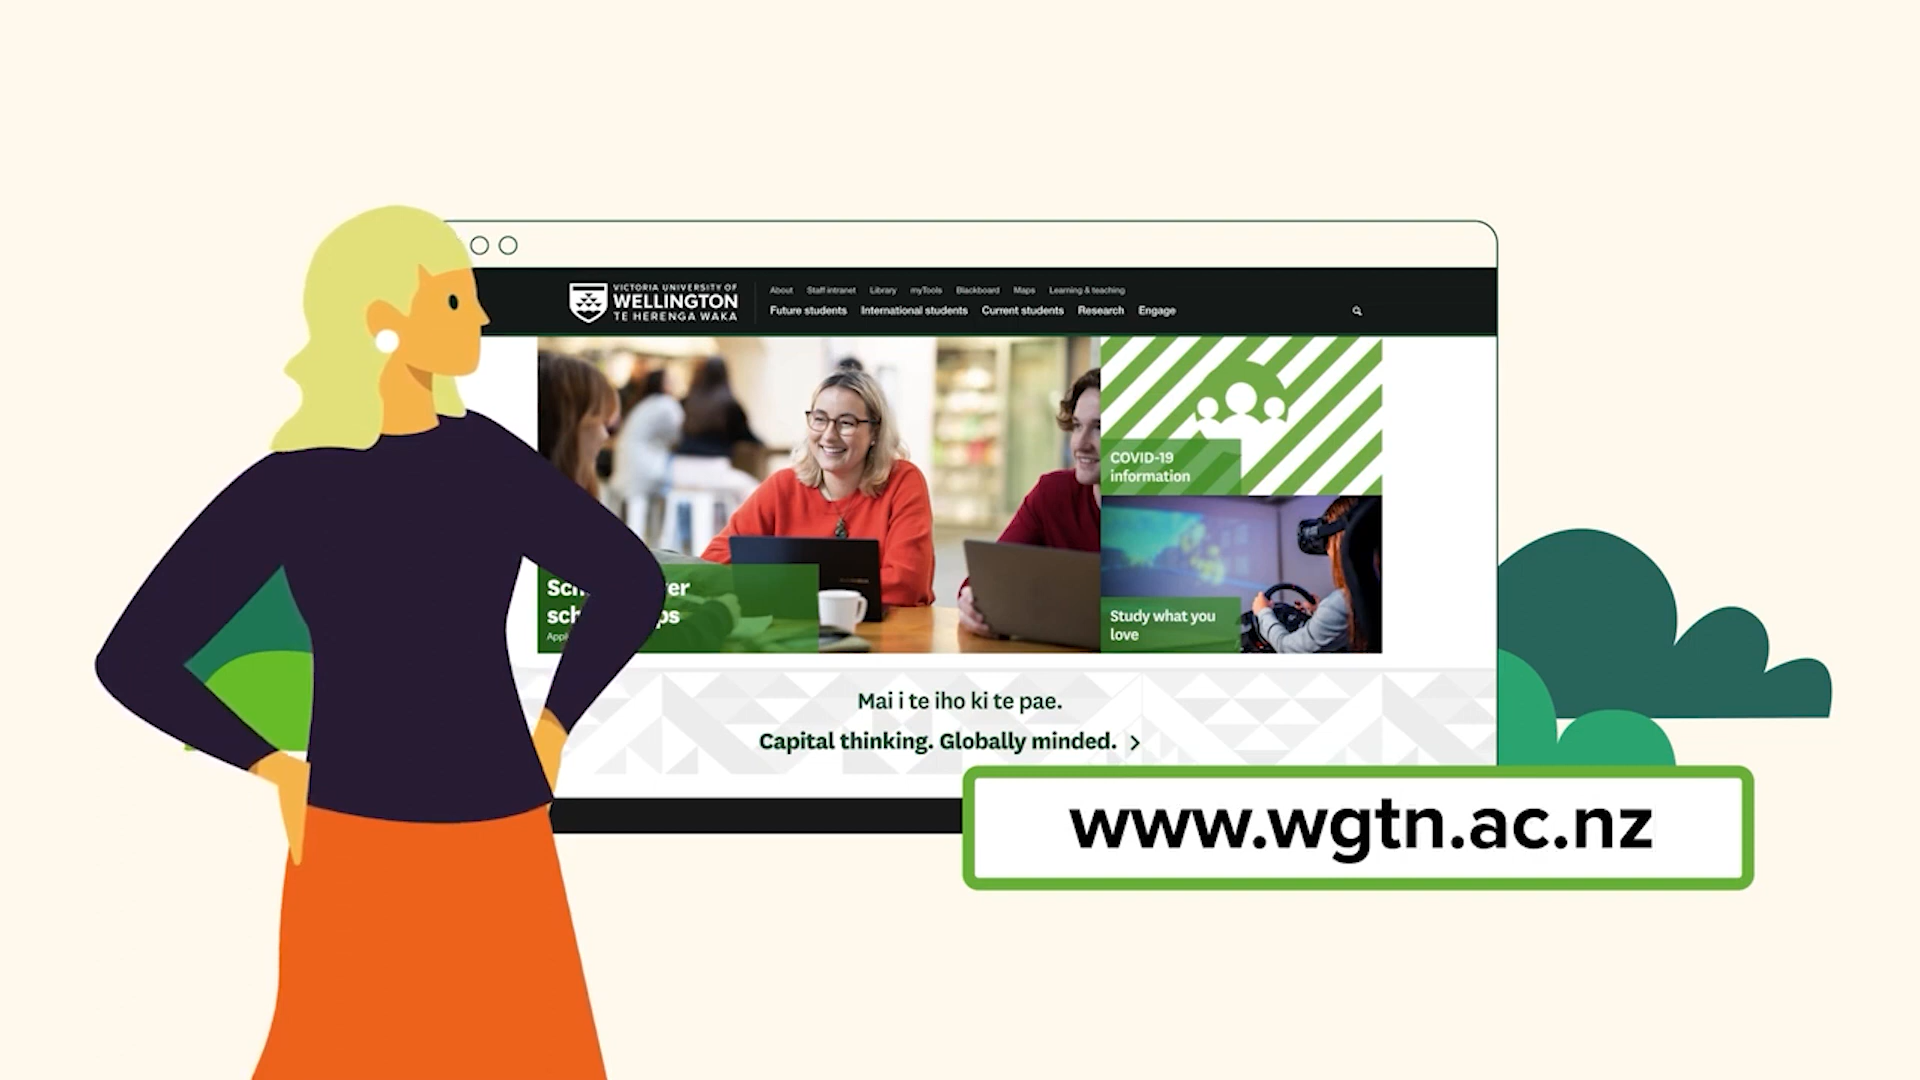 VICTORIA UNIVERSITY OF
WELLINGTON
TE HERENGA WAKA
About Staff intranet Library myTools Blackboard Maps Learning & teaching
Future students International students Current students Research Engage
COVID-19
information
Study what you
love
Mai i te iho ki te pae.
Capital thinking. Globally minded.
www.wgtn.ac.nz